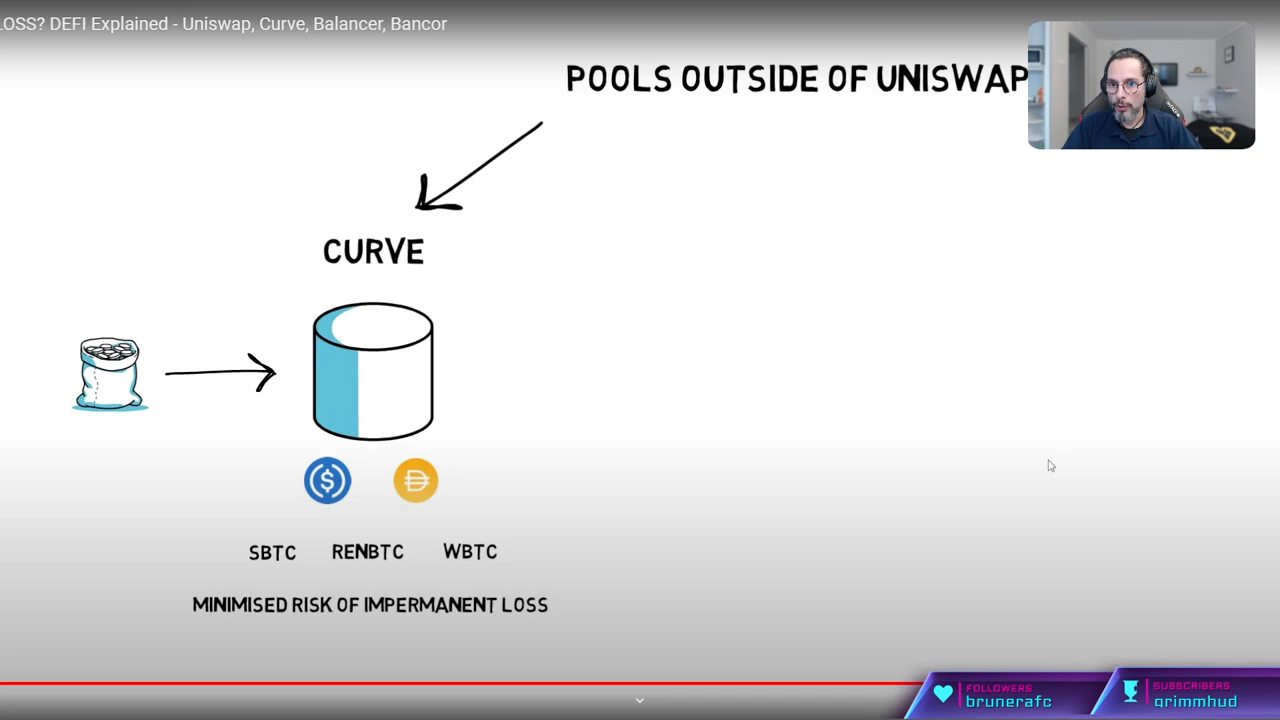 LOSS? DEFI Explained - Uniswap, Curve, Balancer, Bancor
POOLS OUTSIDE OF UNISWAP
CURVE
SBTC RENBTC WBTC
MINIMISED RISK OF IMPERMANENT LOSS
FOLLOWERS
brunerafc
SUBSCRIBERS
grimmhud